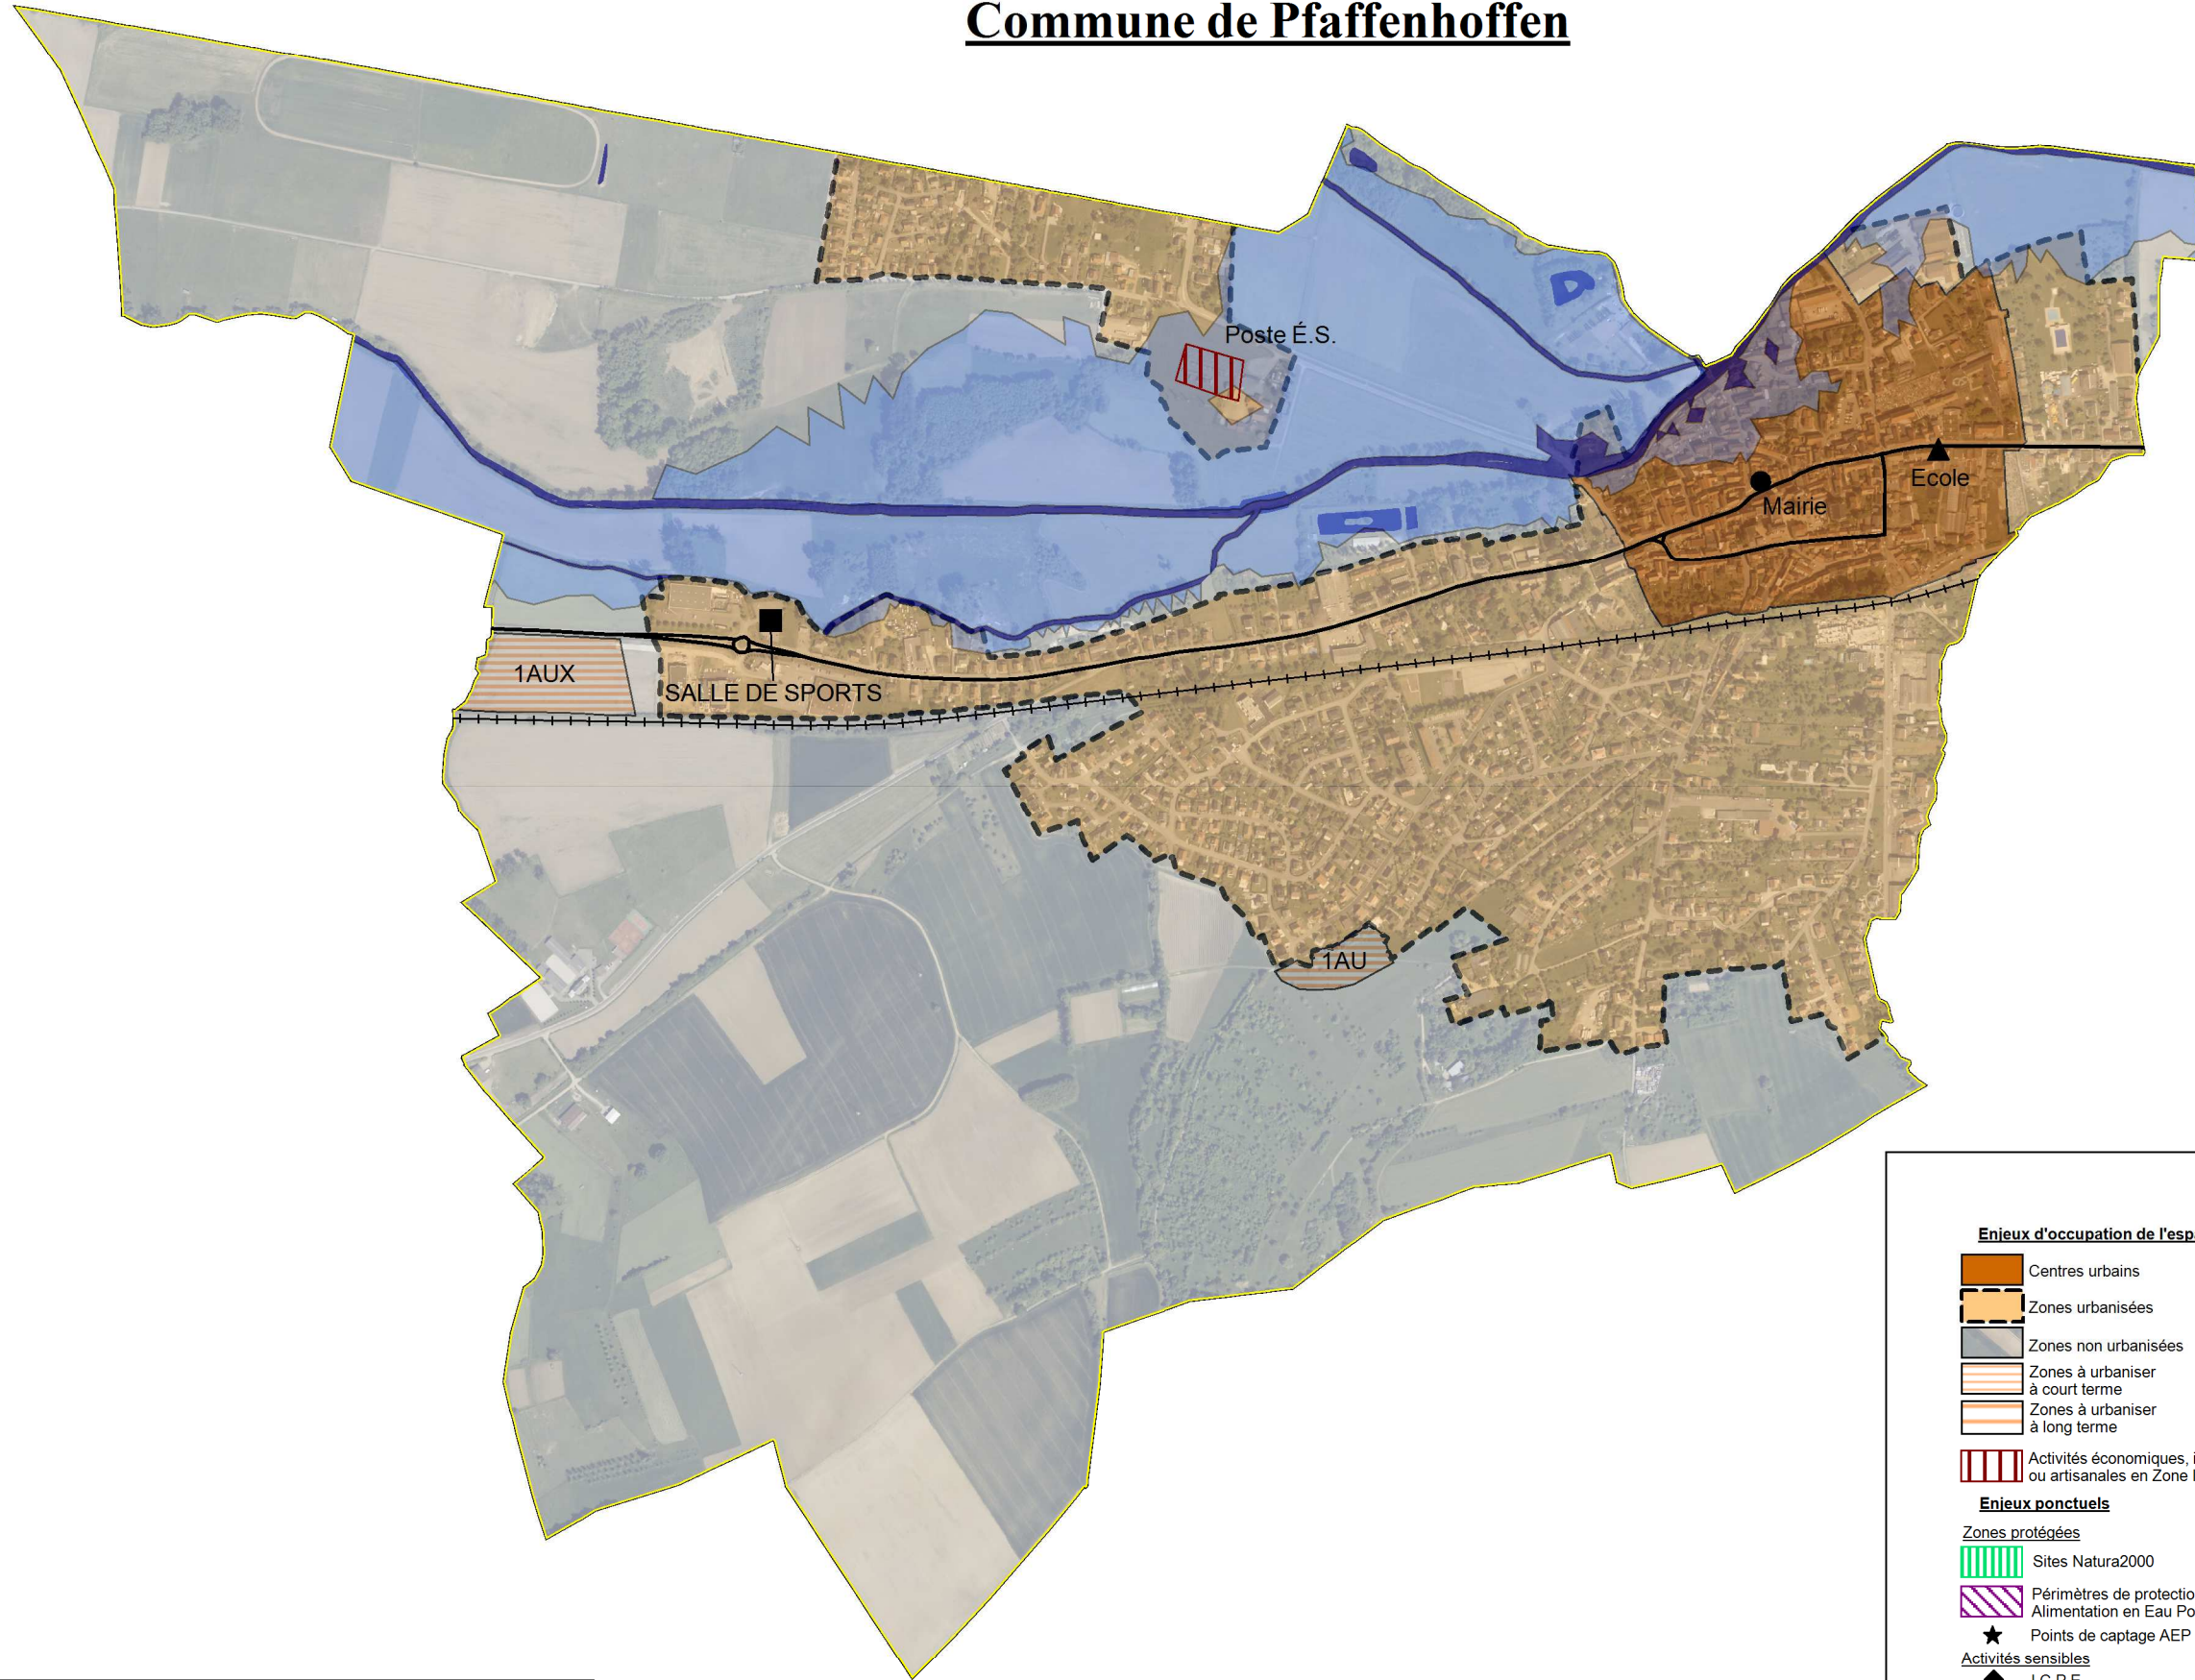 Commune de Pfaffenhoffen
Poste É.S.
Ecole
Mairie
1AUX
SALLE DE SPORTS
1AU
Enjeux d'occupation de l'esp
Centres urbains
Zones urbanisées
Zones non urbanisées
Zones à urbaniser
à court terme
Zones à urbaniser
à long terme
Activités économiques, i
ou artisanales en Zone
Enjeux ponctuels
Zones protégées
Sites Natura2000
Périmètres de protectio
Alimentation en Eau Po
Points de captage AEP
Activités sensibles